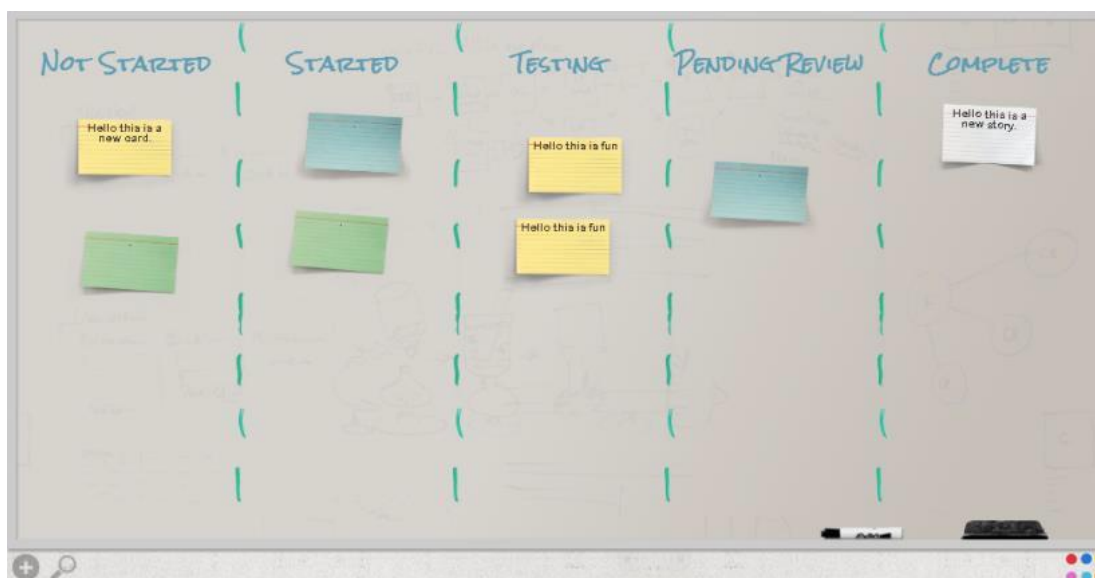 Not Started
Started
Testing
Pending Review
Complete
Hello this is a
new card.
Hello this is fun
Hello this is fun
Hello this is a
new story.